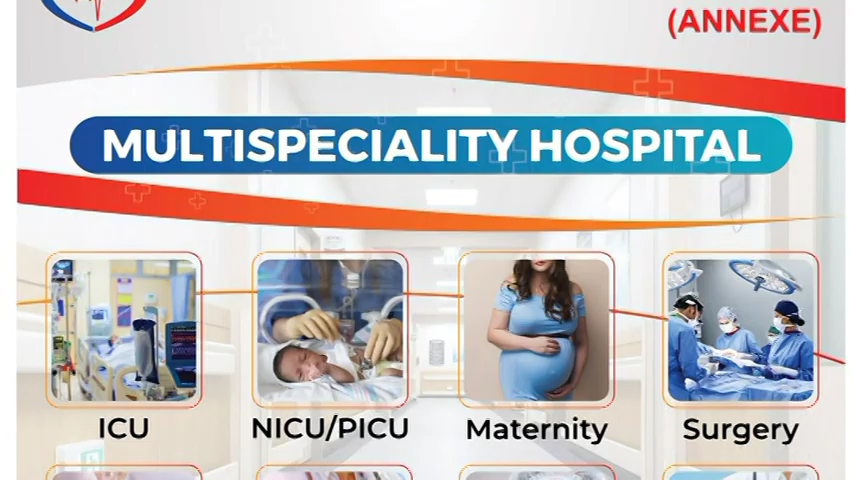 (ANNEXE)
MULTISPECIALITY HOSPITAL
ICU
NICU/PICU
Maternity
Surgery